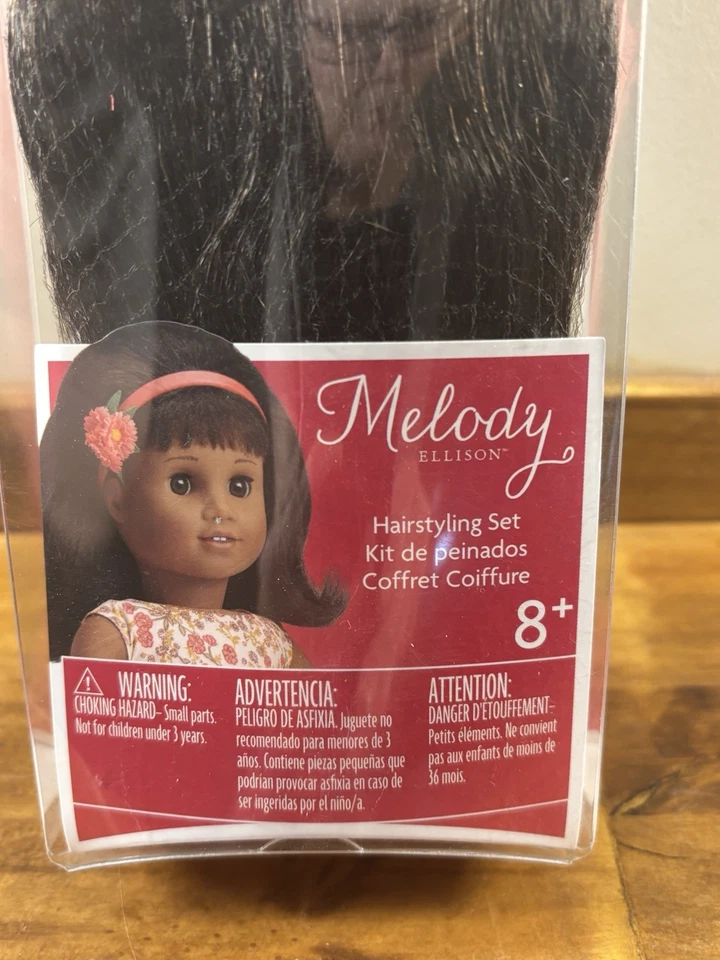 Melody
ELLISON™
Hairstyling Set
Kit de peinados
Coffret Coiffure
8+
WARNING:
CHOKING HAZARD– Small parts.
Not for children under 3 years.
ADVERTENCIA:
PELIGRO DE ASFIXIA. Juguete no
recomendado para menores de 3
años. Contiene piezas pequeñas que
podrían provocar asfixia en caso de
ser ingeridas por el niño/a.
ATTENTION:
DANGER D'ÉTOUFFEMENT–
Petits éléments. Ne convient
pas aux enfants de moins de
36 mois.